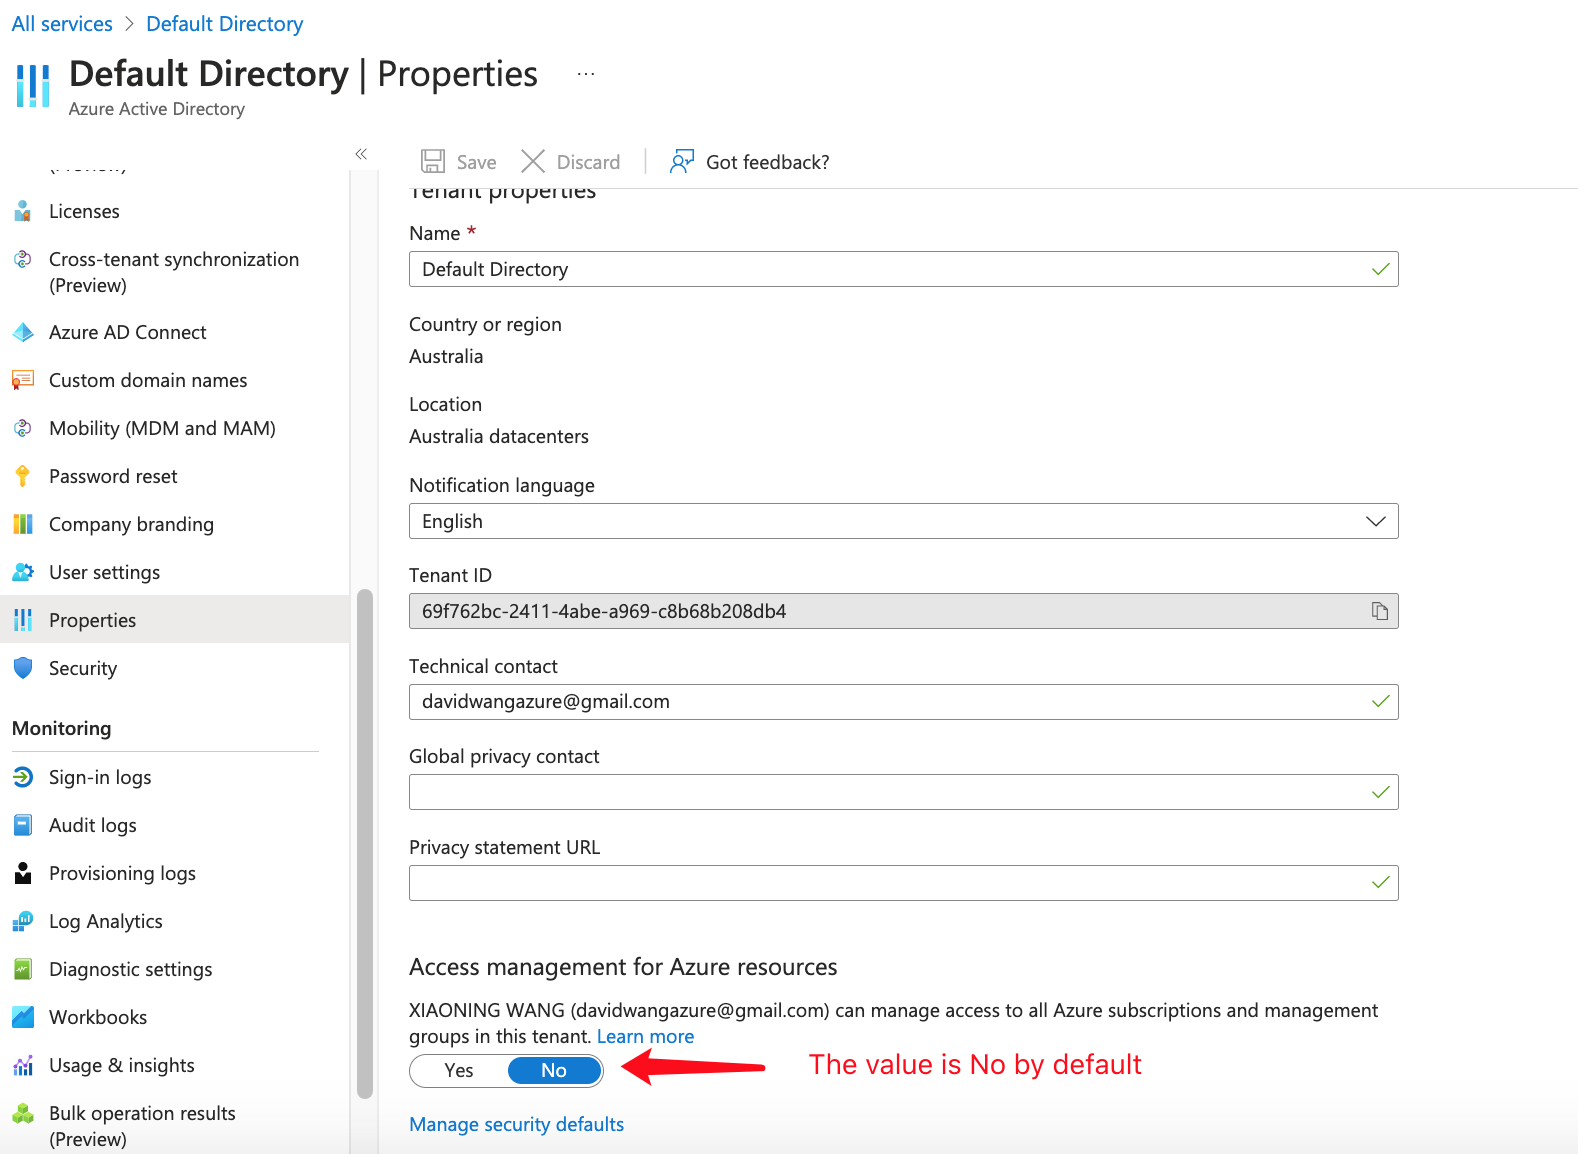 All services > Default Directory
Default Directory | Properties ...
Azure Active Directory
«
Save Discard Got feedback?
(Preview)
Licenses
Cross-tenant synchronization
(Preview)
Azure AD Connect
Custom domain names
Mobility (MDM and MAM)
Password reset
Company branding
User settings
Properties
Security
Monitoring
Sign-in logs
Audit logs
Provisioning logs
Log Analytics
Diagnostic settings
Workbooks
Usage & insights
Bulk operation results
(Preview)
Tenant properties
Name *
Default Directory
Country or region
Australia
Location
Australia datacenters
Notification language
English
Tenant ID
69f762bc-2411-4abe-a969-c8b68b208db4
Technical contact
davidwangazure@gmail.com
Global privacy contact
Privacy statement URL
Access management for Azure resources
XIAONING WANG (davidwangazure@gmail.com) can manage access to all Azure subscriptions and management
groups in this tenant. Learn more
Yes No
The value is No by default
Manage security defaults